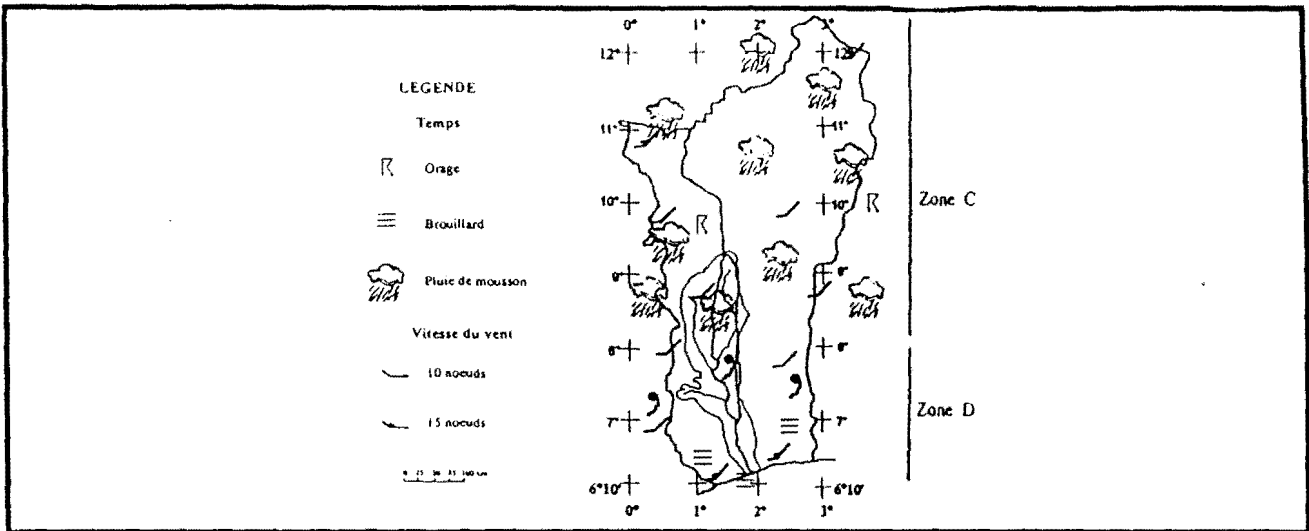 0° 1° 2° 3°
12° 12°
LEGENDE
Temps
11° 11°
Orage
10° 10°
Zone C
Brouillard
9° 9°
Pluie de mousson
Vitesse du vent
8° 8°
10 noeuds
Zone D
15 noeuds
7° 7°
6°10' 6°10'
0° 1° 2° 3°